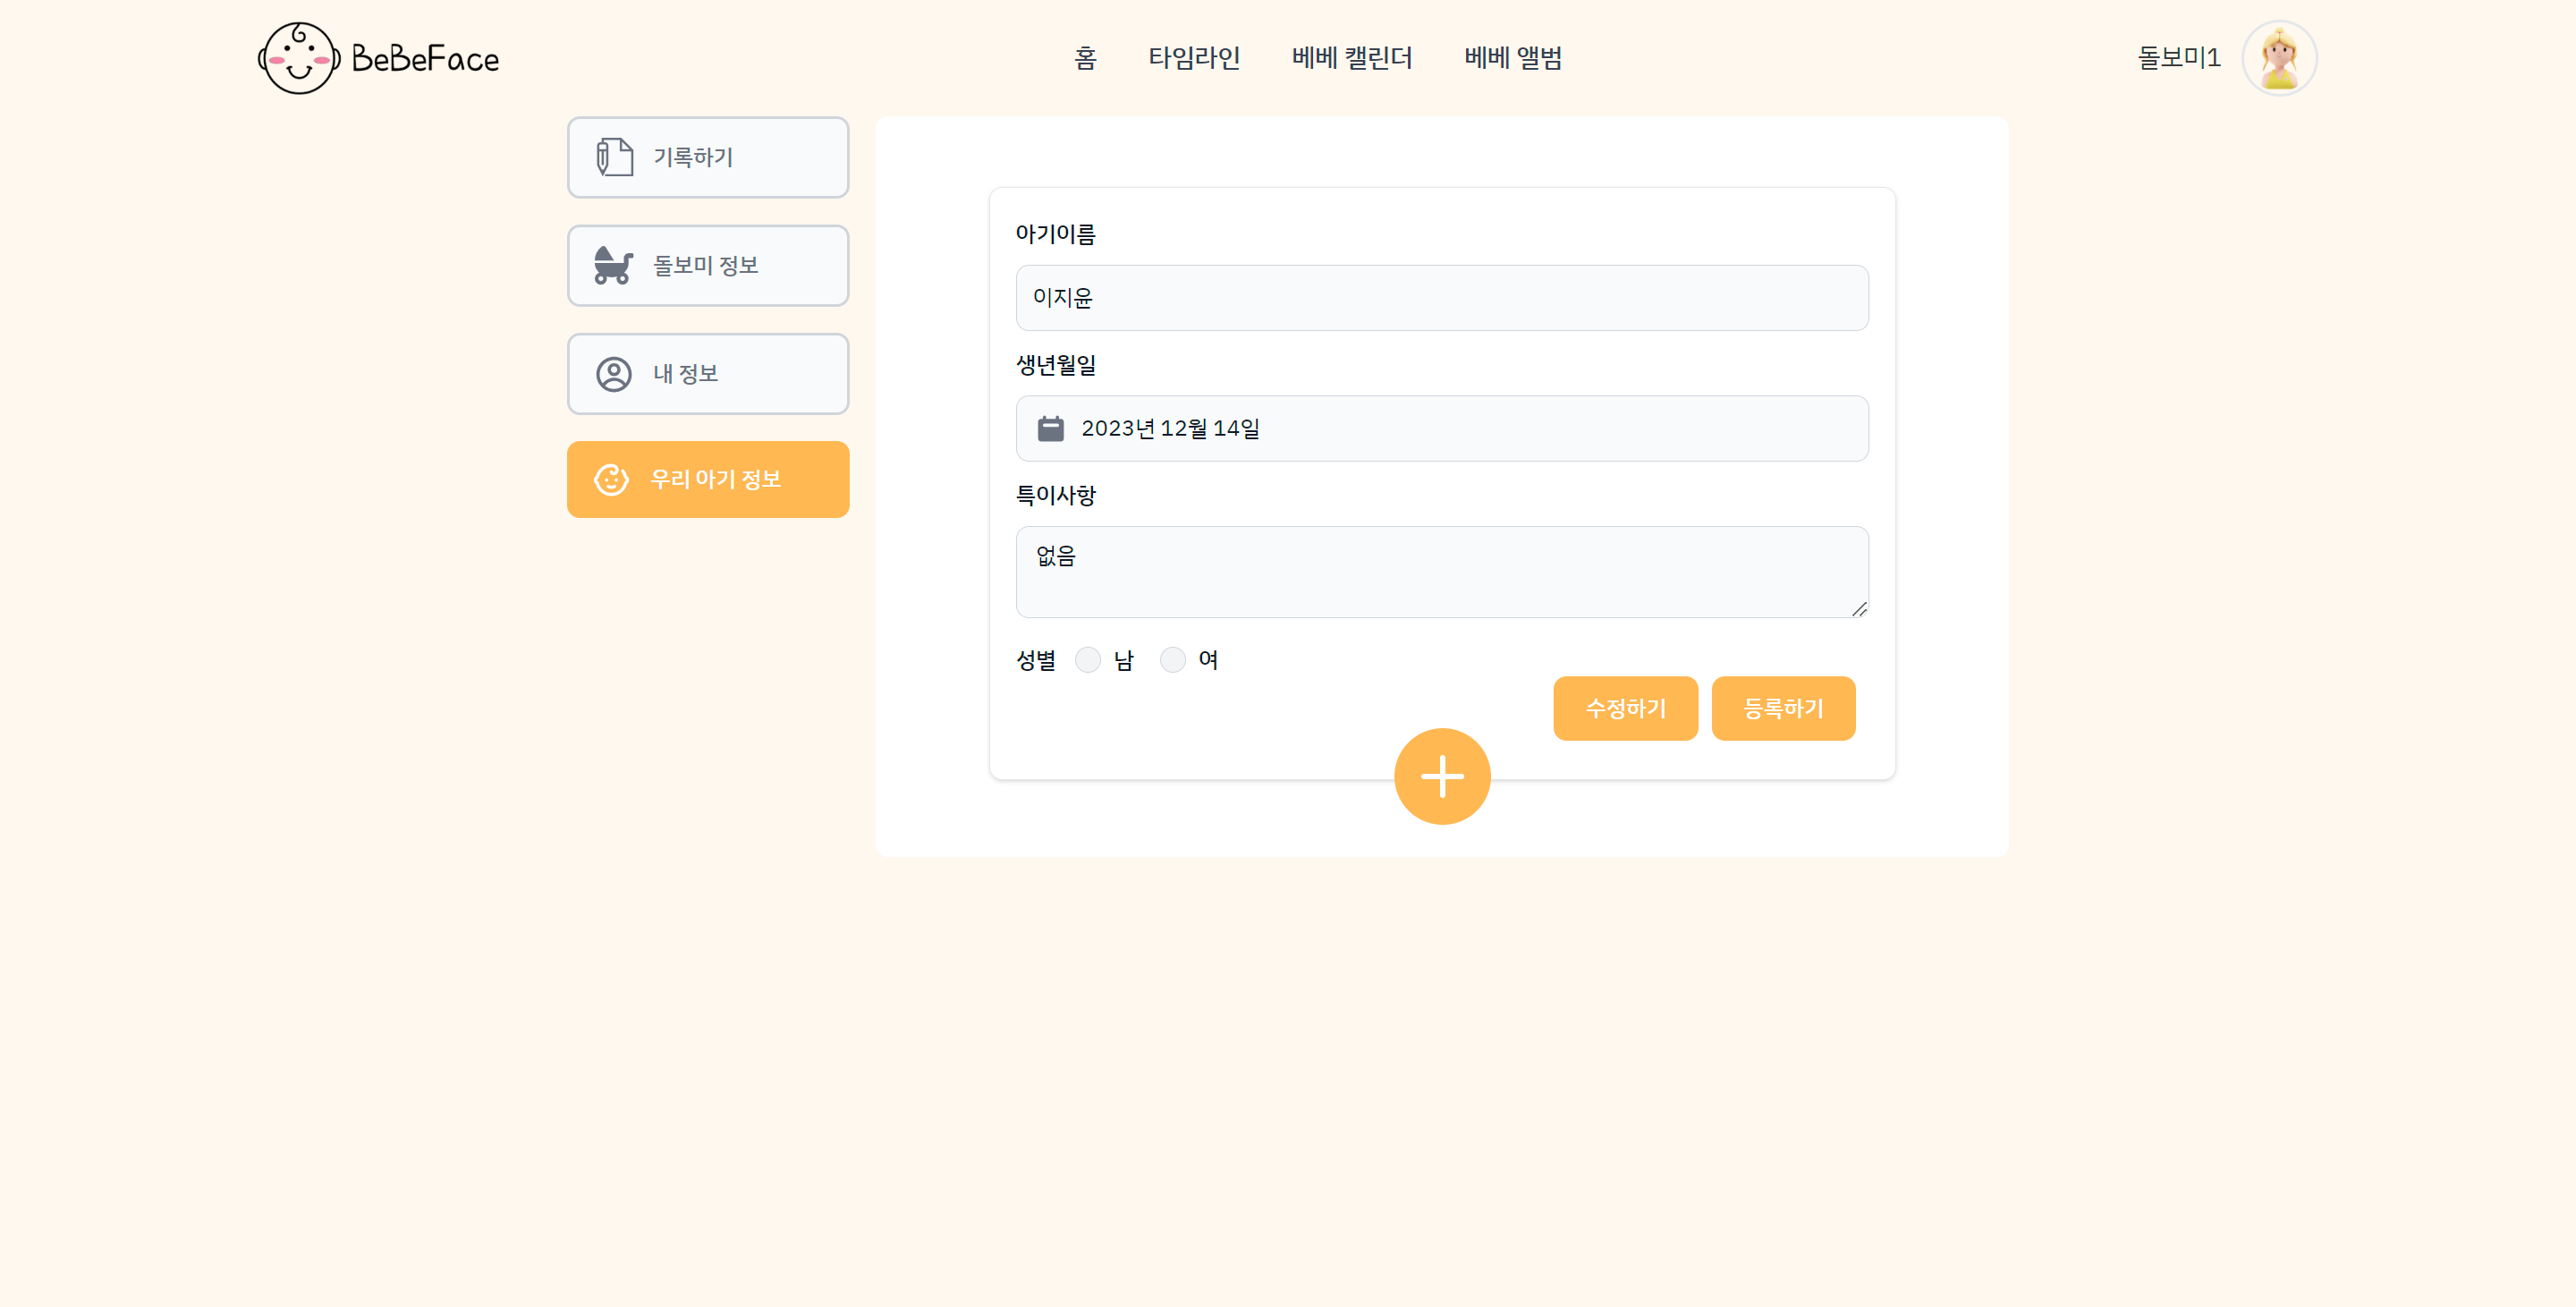 BeBeFace
홈 타임라인 베베 캘린더 베베 앨범
돌보미1
기록하기
돌보미 정보
내 정보
우리 아기 정보
아기이름
이지윤
생년월일
2023년 12월 14일
특이사항
없음
성별 남 여
수정하기 등록하기